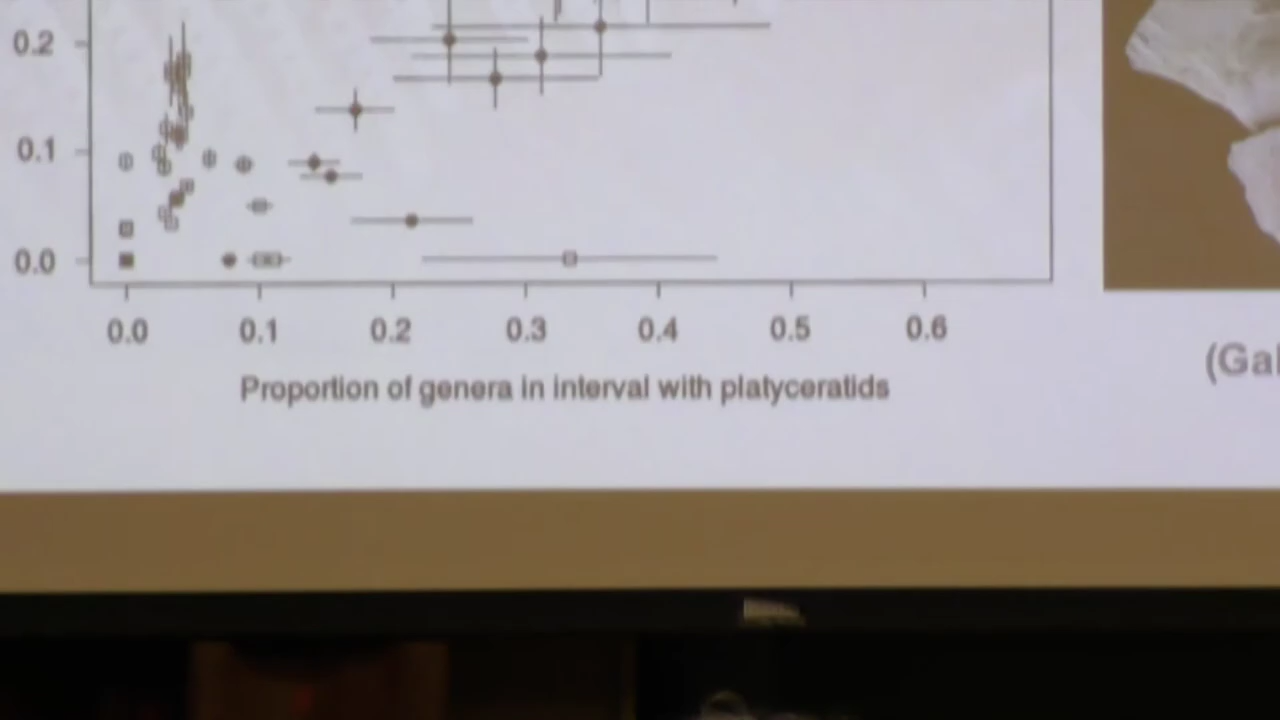 0.2
0.1
0.0
0.0 0.1 0.2 0.3 0.4 0.5 0.6
Proportion of genera in interval with platyceratids
(Gal